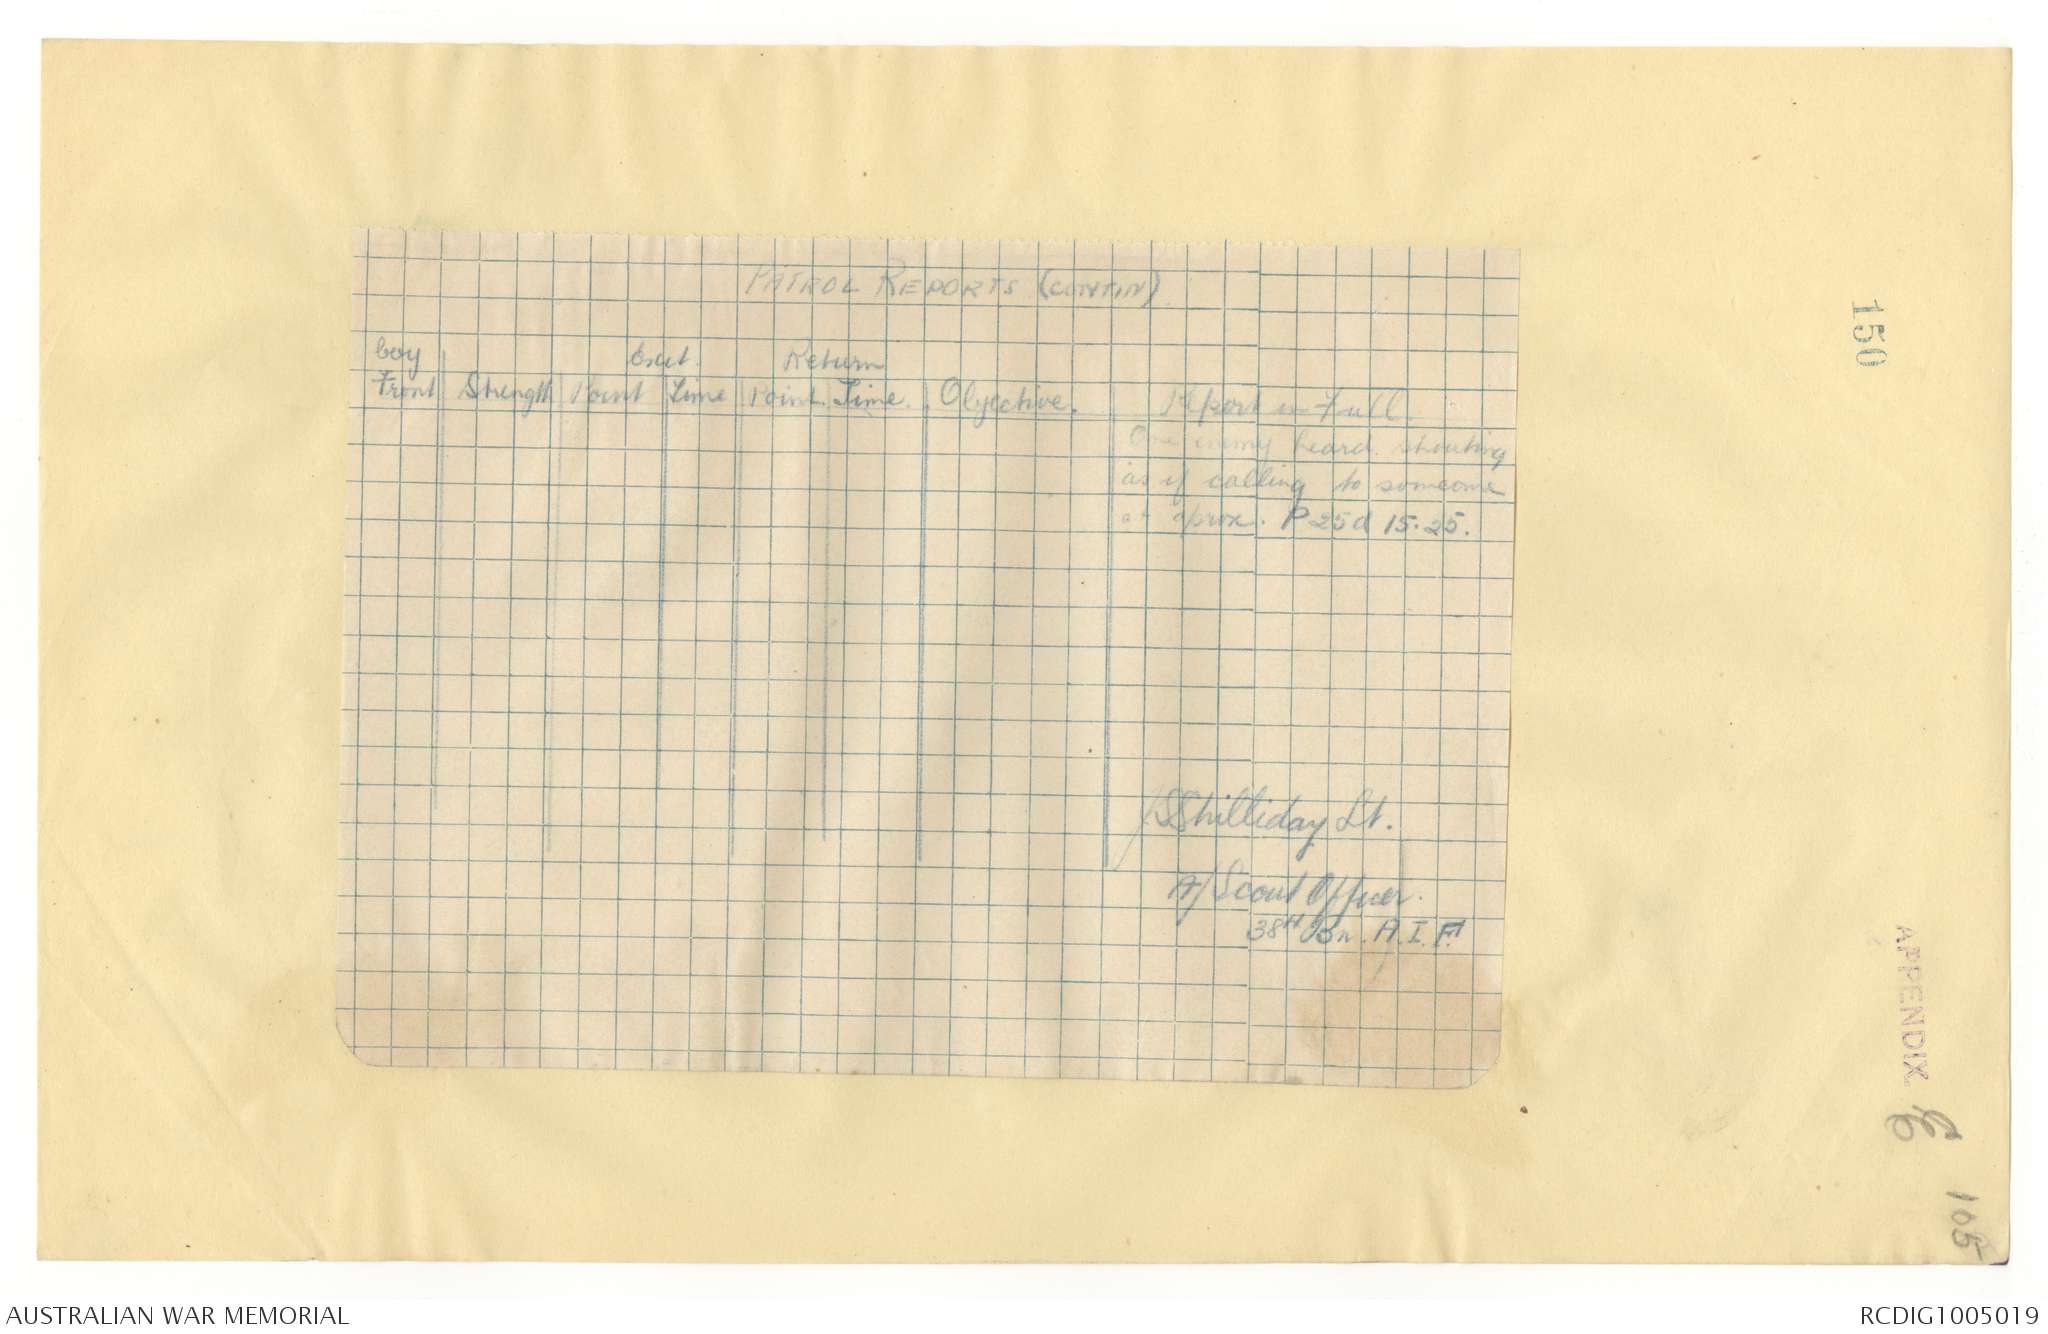 PATROL REPORTS (CONTIN)
Coy Exit. Return
Front Strength Point Time Point. Time. Objective. Report in Full.
One enemy heard shouting
as if calling to someone
at aprox. P25d 15.25.
Shilliday Lt.
A/Scout Officer.
38TH Bn. A.I.F.
150
APPENDIX
105
AUSTRALIAN WAR MEMORIAL
RCDIG1005019